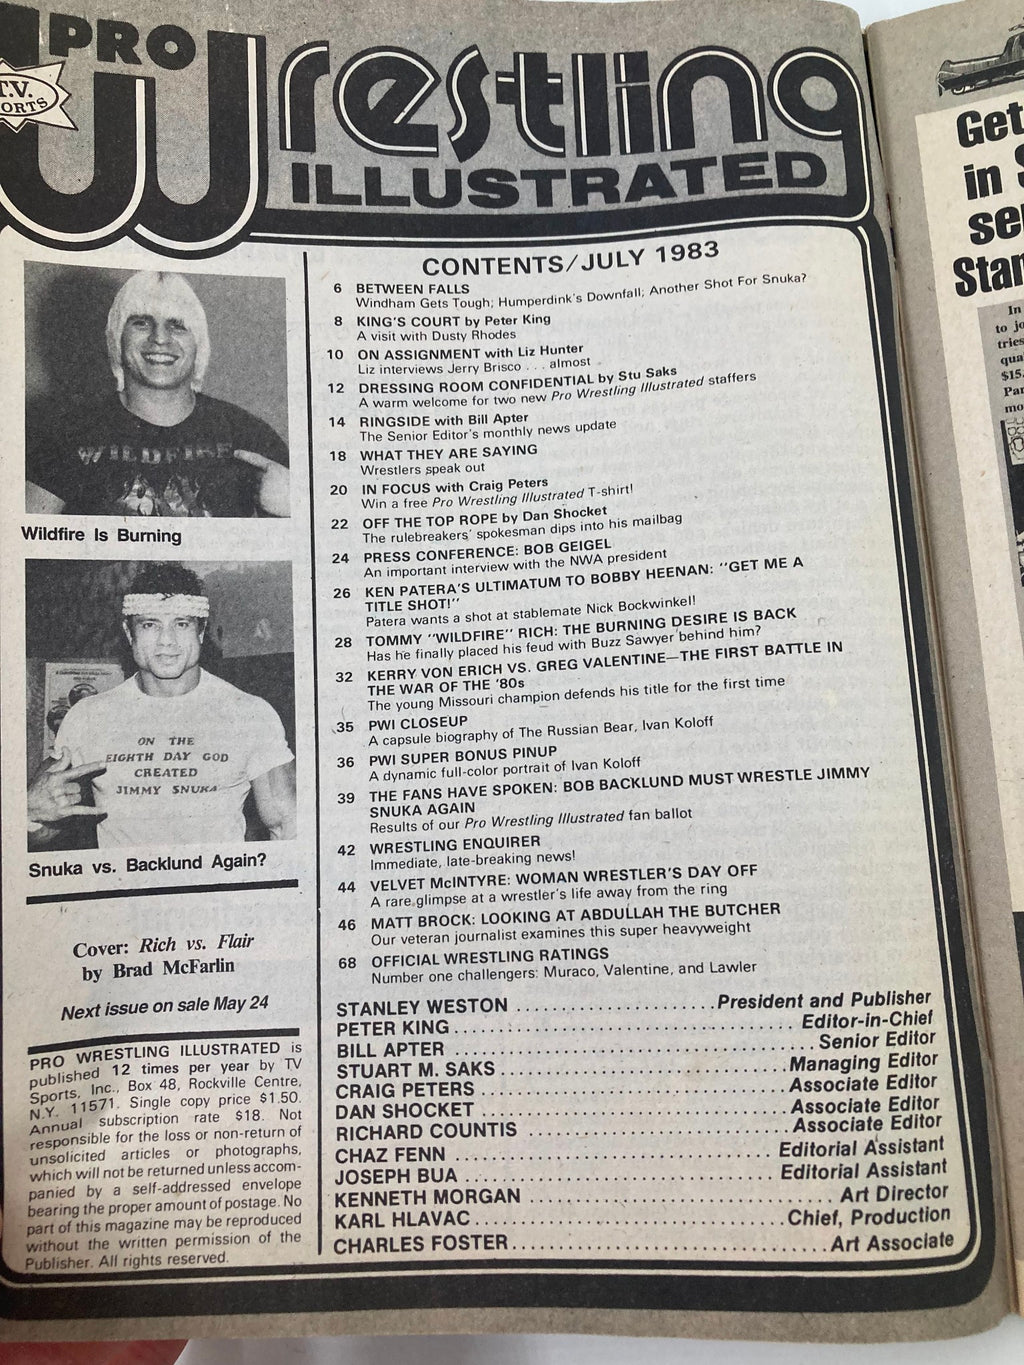 PRO
Wrestling
ILLUSTRATED
T.V.
CONTENTS/JULY 1983
6 BETWEEN FALLS
Windham Gets Tough; Humperdink's Downfall; Another Shot For Snuka?
8 KING'S COURT by Peter King
A visit with Dusty Rhodes
10 ON ASSIGNMENT with Liz Hunter
Liz interviews Jerry Brisco . . . almost
12 DRESSING ROOM CONFIDENTIAL by Stu Saks
A warm welcome for two new Pro Wrestling Illustrated staffers
14 RINGSIDE with Bill Apter
The Senior Editor's monthly news update
18 WHAT THEY ARE SAYING
Wrestlers speak out
20 IN FOCUS with Craig Peters
Win a free Pro Wrestling Illustrated T-shirt!
22 OFF THE TOP ROPE by Dan Shocket
The rulebreakers' spokesman dips into his mailbag
24 PRESS CONFERENCE: BOB GEIGEL
An important interview with the NWA president
26 KEN PATERA'S ULTIMATUM TO BOBBY HEENAN: "GET ME A
TITLE SHOT!"
Patera wants a shot at stablemate Nick Bockwinkel!
28 TOMMY "WILDFIRE" RICH: THE BURNING DESIRE IS BACK
Has he finally placed his feud with Buzz Sawyer behind him?
32 KERRY VON ERICH VS. GREG VALENTINE—THE FIRST BATTLE IN
THE WAR OF THE '80s
The young Missouri champion defends his title for the first time
35 PWI CLOSEUP
A capsule biography of The Russian Bear, Ivan Koloff
36 PWI SUPER BONUS PINUP
A dynamic full-color portrait of Ivan Koloff
39 THE FANS HAVE SPOKEN: BOB BACKLUND MUST WRESTLE JIMMY
SNUKA AGAIN
Results of our Pro Wrestling Illustrated fan ballot
42 WRESTLING ENQUIRER
Immediate, late-breaking news!
44 VELVET McINTYRE: WOMAN WRESTLER'S DAY OFF
A rare glimpse at a wrestler's life away from the ring
46 MATT BROCK: LOOKING AT ABDULLAH THE BUTCHER
Our veteran journalist examines this super heavyweight
68 OFFICIAL WRESTLING RATINGS
Number one challengers: Muraco, Valentine, and Lawler
STANLEY WESTON ........................President and Publisher
PETER KING........................................Editor-in-Chief
BILL APTER ........................................Senior Editor
STUART M. SAKS ................................Managing Editor
CRAIG PETERS ..................................Associate Editor
DAN SHOCKET ..................................Associate Editor
RICHARD COUNTIS .............................Associate Editor
CHAZ FENN ....................................Editorial Assistant
JOSEPH BUA ..................................Editorial Assistant
KENNETH MORGAN .................................Art Director
KARL HLAVAC...................................Chief, Production
CHARLES FOSTER..................................Art Associate
WILDFIRE
Wildfire Is Burning
ON THE
EIGHTH DAY GOD
CREATED
JIMMY SNUKA
Snuka vs. Backlund Again?
Cover: Rich vs. Flair
by Brad McFarlin
Next issue on sale May 24
PRO WRESTLING ILLUSTRATED is
published 12 times per year by TV
Sports, Inc., Box 48, Rockville Centre,
N.Y. 11571. Single copy price $1.50.
Annual subscription rate $18. Not
responsible for the loss or non-return of
unsolicited articles or photographs,
which will not be returned unless accom-
panied by a self-addressed envelope
bearing the proper amount of postage. No
part of this magazine may be reproduced
without the written permission of the
Publisher. All rights reserved.
Get
in
In
to
$15.